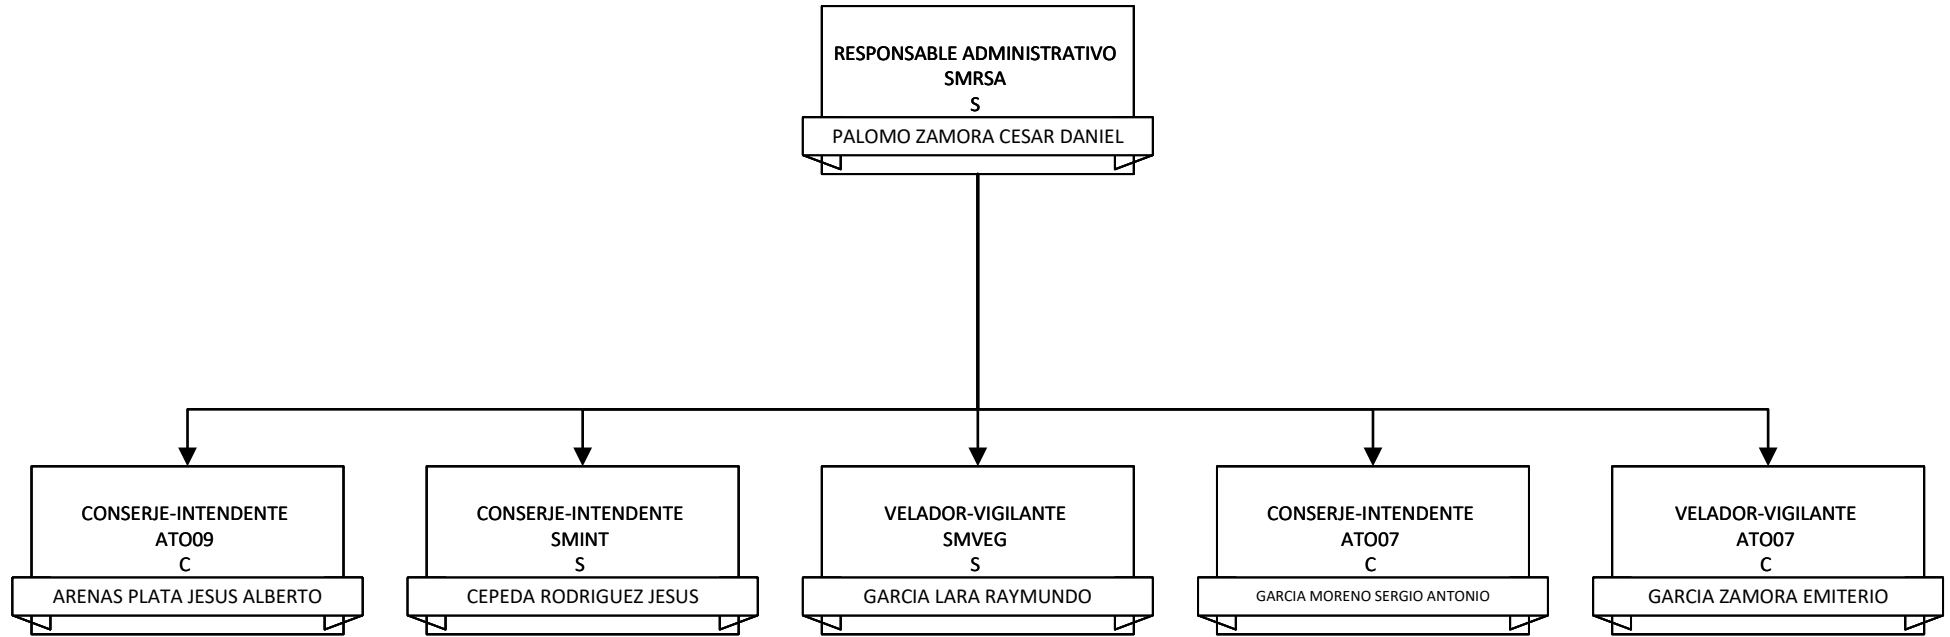 RESPONSABLE ADMINISTRATIVO
SMRSA
S
PALOMO ZAMORA CESAR DANIEL
CONSERJE-INTENDENTE
ATO09
C
ARENAS PLATA JESUS ALBERTO
CONSERJE-INTENDENTE
SMINT
S
CEPEDA RODRIGUEZ JESUS
VELADOR-VIGILANTE
SMVEG
S
GARCIA LARA RAYMUNDO
CONSERJE-INTENDENTE
ATO07
C
GARCIA MORENO SERGIO ANTONIO
VELADOR-VIGILANTE
ATO07
C
GARCIA ZAMORA EMITERIO